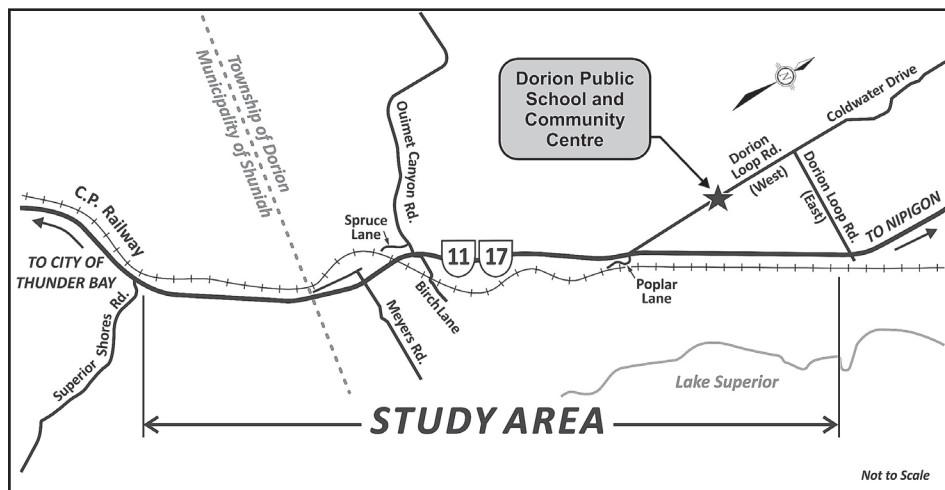 Township of Dorion
Municipality of Shuniah
Ouimet Canyon Rd.
Dorion Public
School and
Community
Centre
N
Coldwater Drive
Dorion
Loop Rd.
(West)
Dorion Loop Rd.
(East)
C.P. Railway
Spruce
Lane
11
17
TO NIPIGON
TO CITY OF
THUNDER BAY
Birch Lane
Poplar
Lane
Meyers Rd.
Superior Shores Rd.
Lake Superior
STUDY AREA
Not to Scale